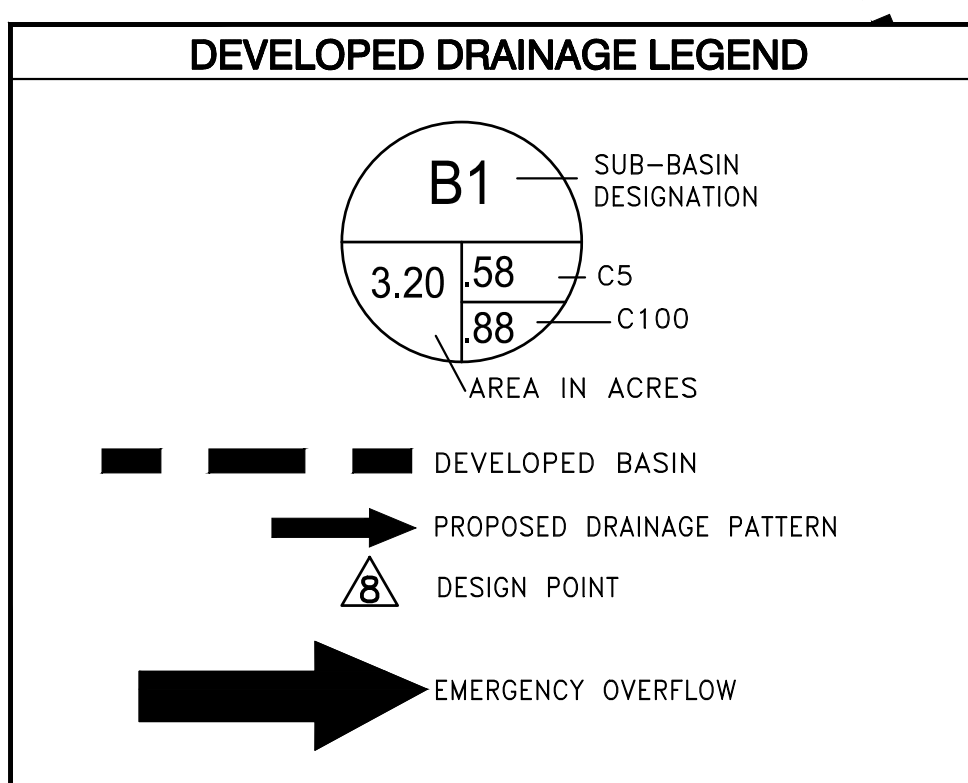 DEVELOPED DRAINAGE LEGEND
B1
SUB-BASIN
DESIGNATION
3.20
.58
C5
.88
C100
AREA IN ACRES
DEVELOPED BASIN
PROPOSED DRAINAGE PATTERN
8
DESIGN POINT
EMERGENCY OVERFLOW